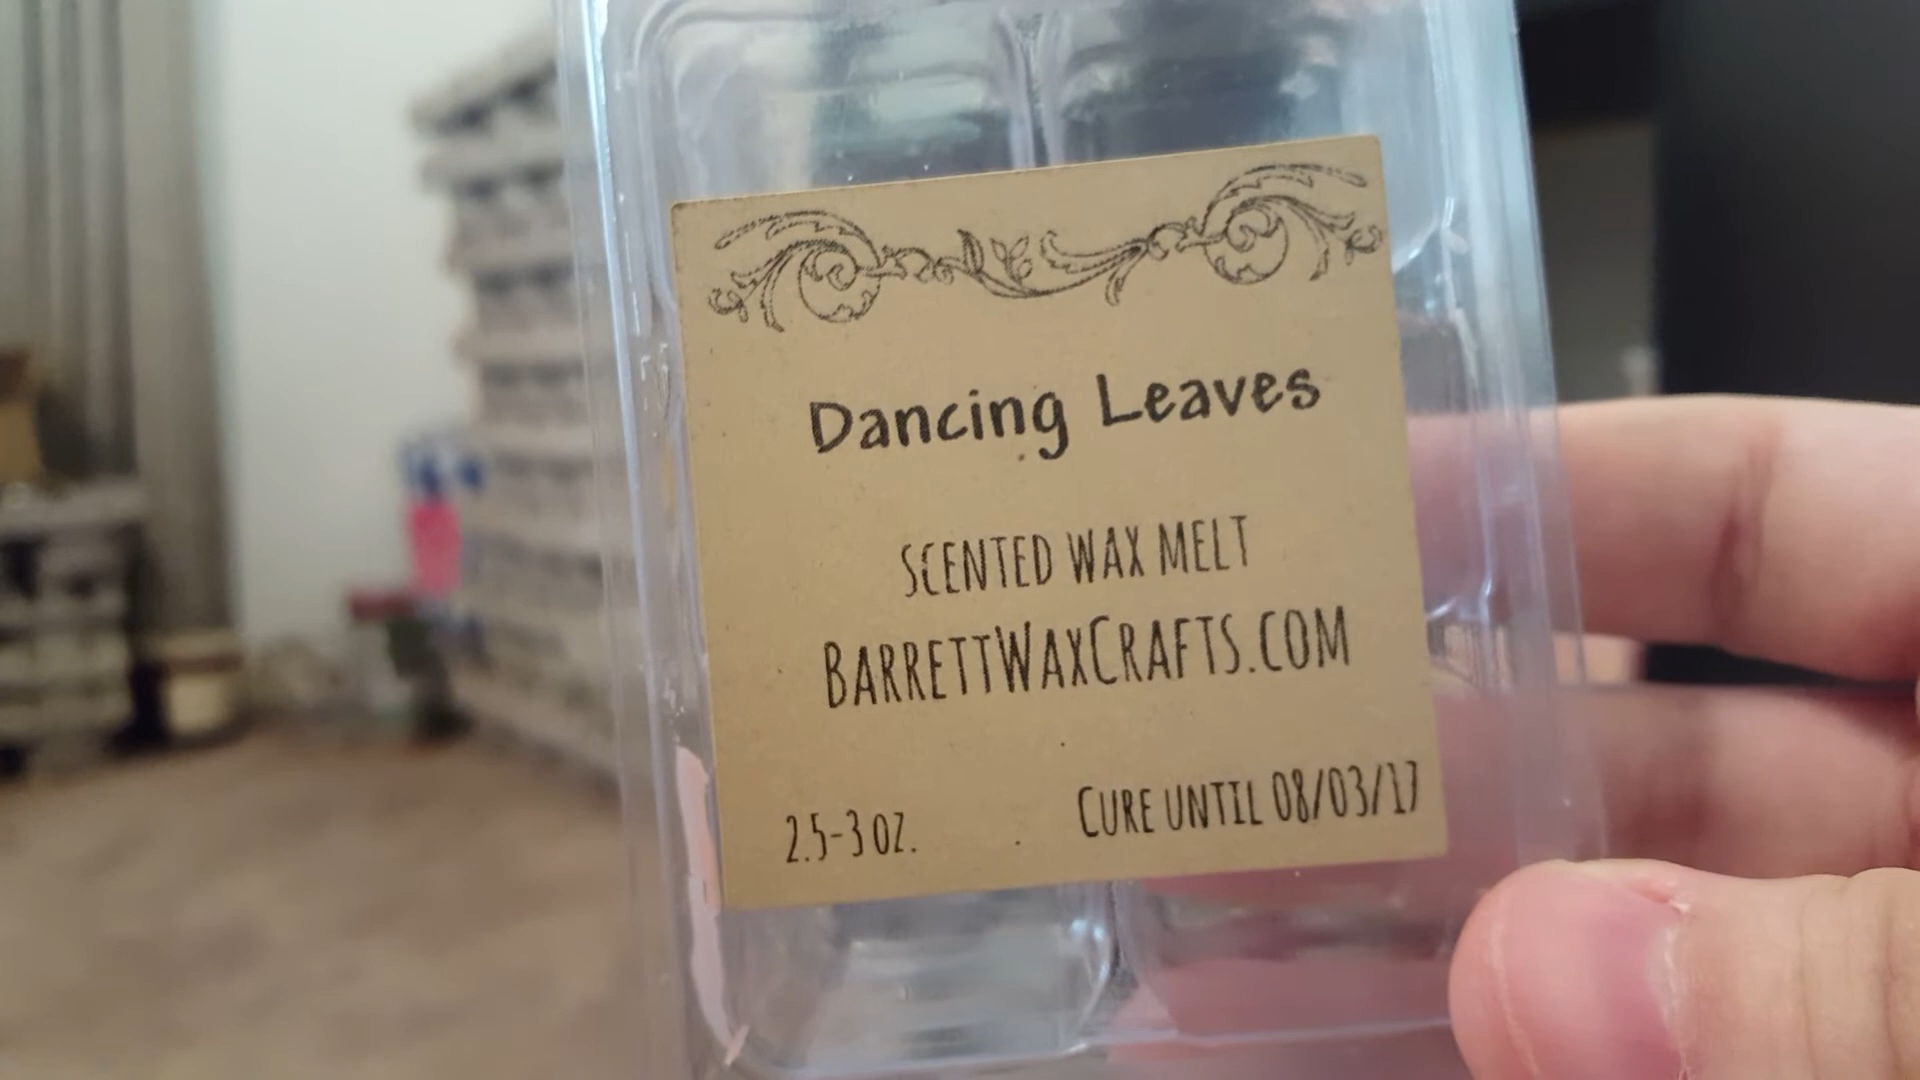 Dancing Leaves
SCENTED WAX MELT
BARRETTWAXCRAFTS.COM
2.5-3 OZ. CURE UNTIL 08/03/17